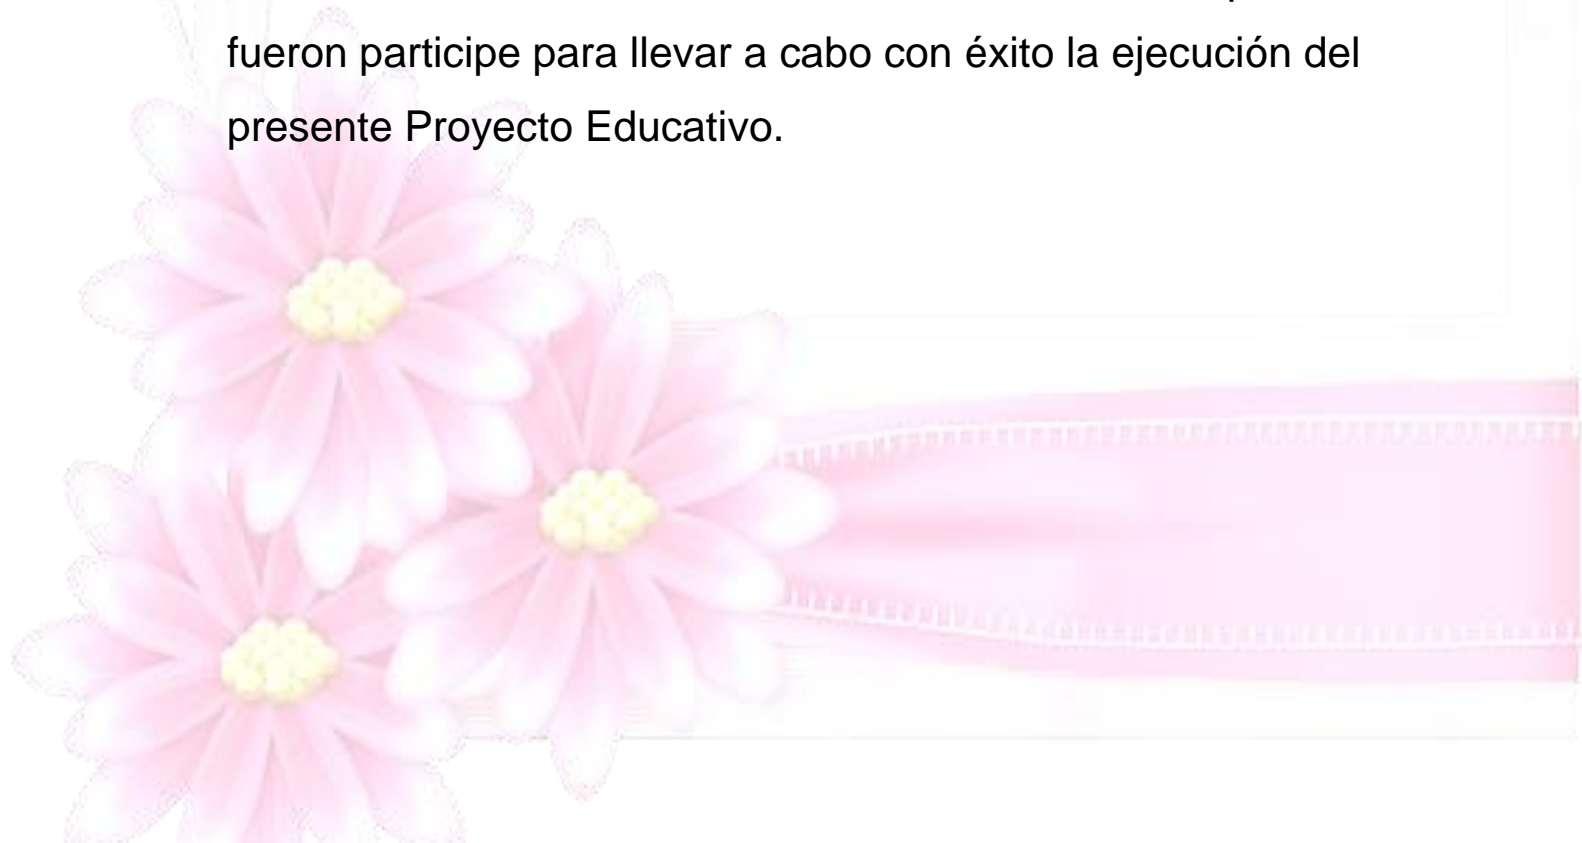 fueron participe para llevar a cabo con éxito la ejecución del
presente Proyecto Educativo.